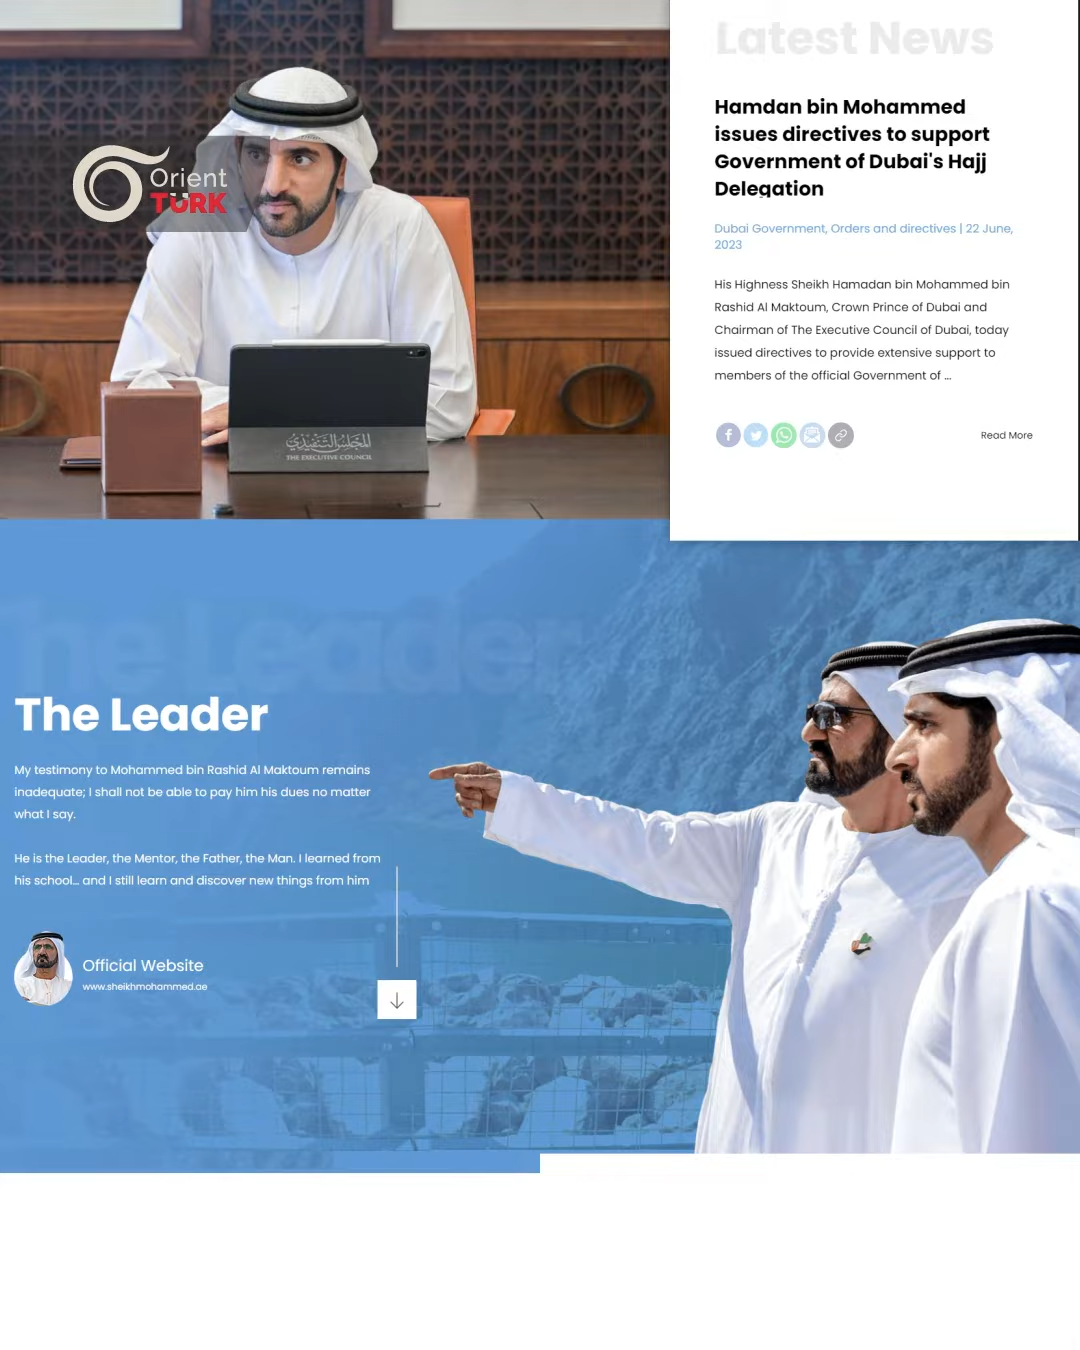 Orient
TÜRK
المجلس التنفيذي
THE EXECUTIVE COUNCIL
Latest News
Hamdan bin Mohammed
issues directives to support
Government of Dubai's Hajj
Delegation
Dubai Government, Orders and directives | 22 June,
2023
His Highness Sheikh Hamadan bin Mohammed bin
Rashid Al Maktoum, Crown Prince of Dubai and
Chairman of The Executive Council of Dubai, today
issued directives to provide extensive support to
members of the official Government of ...
Read More
The Leader
The Leader
My testimony to Mohammed bin Rashid Al Maktoum remains
inadequate; I shall not be able to pay him his dues no matter
what I say.
He is the Leader, the Mentor, the Father, the Man. I learned from
his school... and I still learn and discover new things from him
Official Website
www.sheikhmohammed.ae